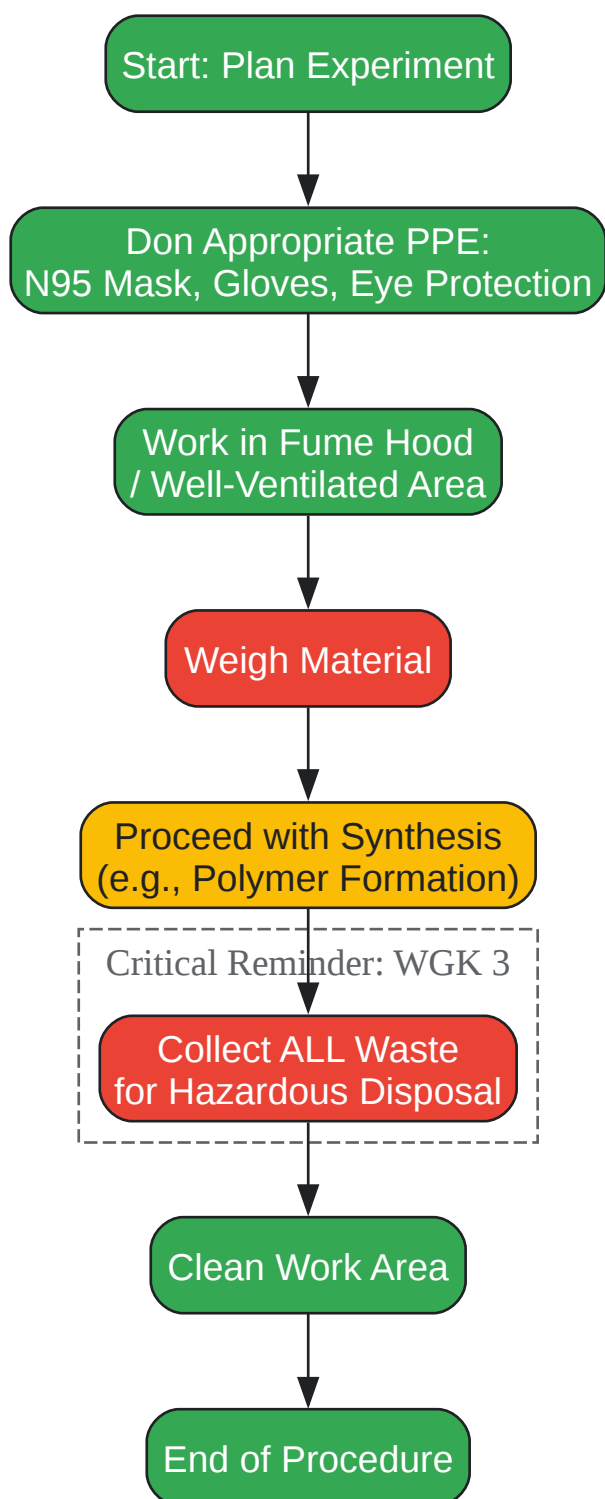 Start: Plan Experiment
Don Appropriate PPE:
N95 Mask, Gloves, Eye Protection
Work in Fume Hood
/ Well-Ventilated Area
Weigh Material
Proceed with Synthesis
(e.g., Polymer Formation)
Critical Reminder: WGK 3
Collect ALL Waste
for Hazardous Disposal
Clean Work Area
End of Procedure